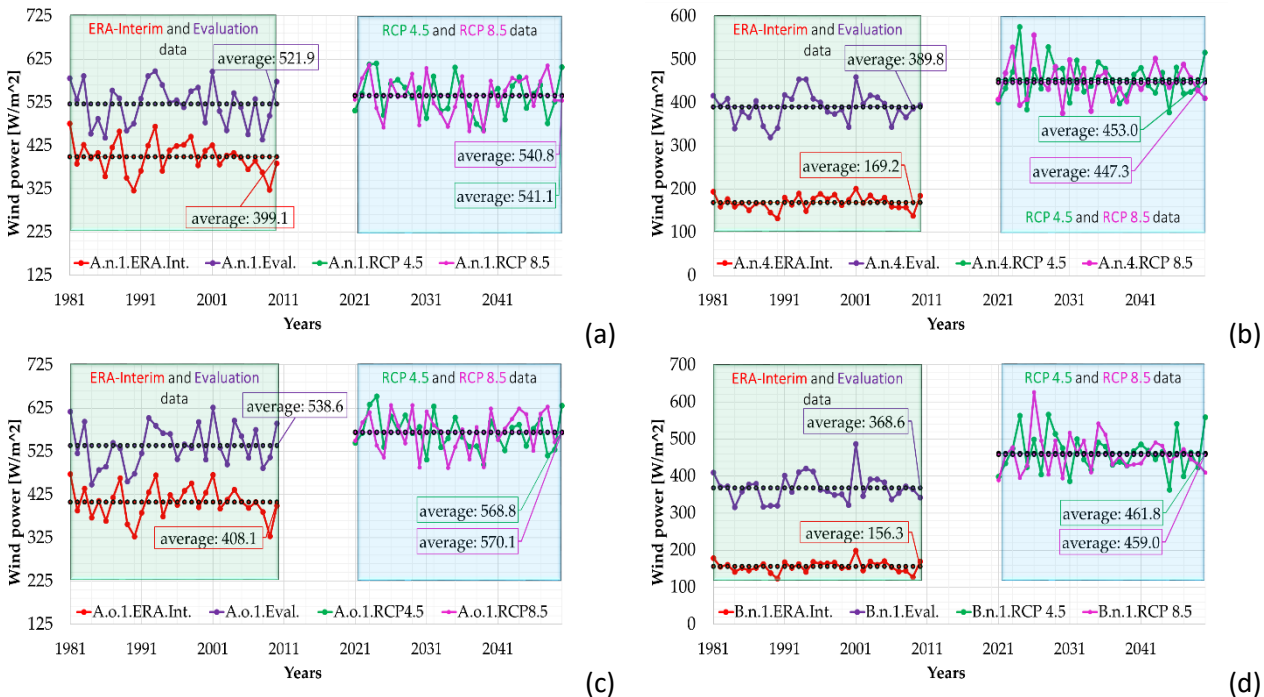 725
625
525
425
325
225
125
Wind power [W/m^2]
ERA-Interim and Evaluation
data
average: 521.9
average: 399.1
RCP 4.5 and RCP 8.5 data
average: 540.8
average: 541.1
A.n.1.ERA.Int. A.n.1.Eval. A.n.1.RCP 4.5 A.n.1.RCP 8.5
1981 1991 2001 2011 2021 2031 2041
Years
(a)
600
500
400
300
200
100
0
Wind power [W/m^2]
ERA-Interim and Evaluation
data
average: 389.8
average: 169.2
average: 453.0
average: 447.3
RCP 4.5 and RCP 8.5 data
A.n.4.ERA.Int. A.n.4.Eval. A.n.4.RCP 4.5 A.n.4.RCP 8.5
1981 1991 2001 2011 2021 2031 2041
Years
(b)
725
625
525
425
325
225
125
Wind power [W/m^2]
ERA-Interim and Evaluation
data
average: 538.6
average: 408.1
RCP 4.5 and RCP 8.5 data
average: 568.8
average: 570.1
A.o.1.ERA.Int. A.o.1.Eval. A.o.1.RCP4.5 A.o.1.RCP8.5
1981 1991 2001 2011 2021 2031 2041
Years
(c)
700
600
500
400
300
200
100
0
Wind power [W/m^2]
ERA-Interim and Evaluation
data
average: 368.6
average: 156.3
RCP 4.5 and RCP 8.5 data
average: 461.8
average: 459.0
B.n.1.ERA.Int. B.n.1.Eval. B.n.1.RCP 4.5 B.n.1.RCP 8.5
1981 1991 2001 2011 2021 2031 2041
Years
(d)